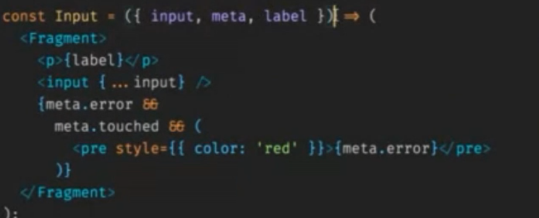 const Input = ({ input, meta, label }) => (
<Fragment>
<p>{label}</p>
<input {...input} />
{meta.error &&
meta.touched && (
<pre style={{ color: 'red' }}>{meta.error}</pre>
)}
</Fragment>
);